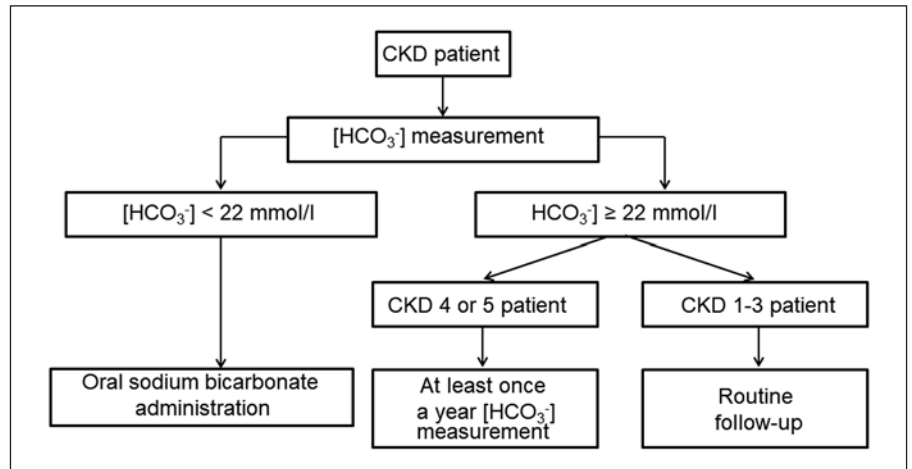 CKD patient
[HCO₃⁻] measurement
[HCO₃⁻] < 22 mmol/l
HCO₃⁻] ≥ 22 mmol/l
CKD 4 or 5 patient
CKD 1-3 patient
Oral sodium bicarbonate
administration
At least once
a year [HCO₃⁻]
measurement
Routine
follow-up